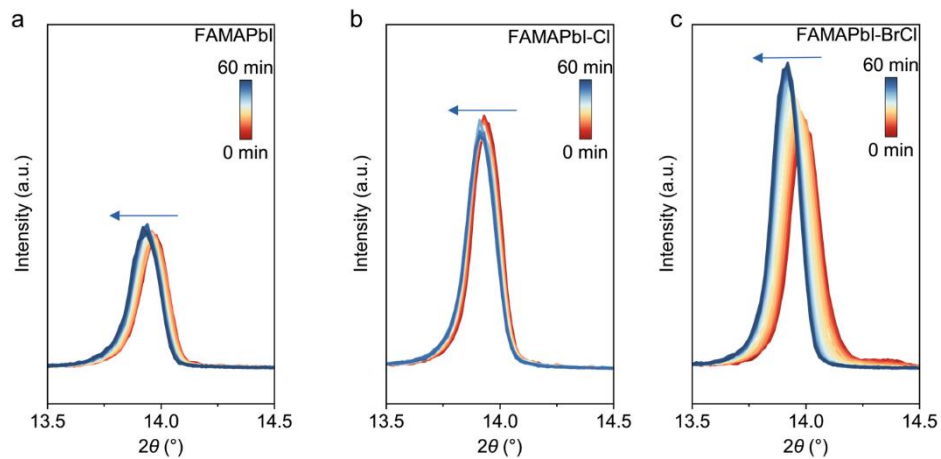 a
FAMAPbI
60 min
0 min
Intensity (a.u.)
13.5 14.0 14.5
2θ (°)
b
FAMAPbI-Cl
60 min
0 min
Intensity (a.u.)
13.5 14.0 14.5
2θ (°)
c
FAMAPbI-BrCl
60 min
0 min
Intensity (a.u.)
13.5 14.0 14.5
2θ (°)